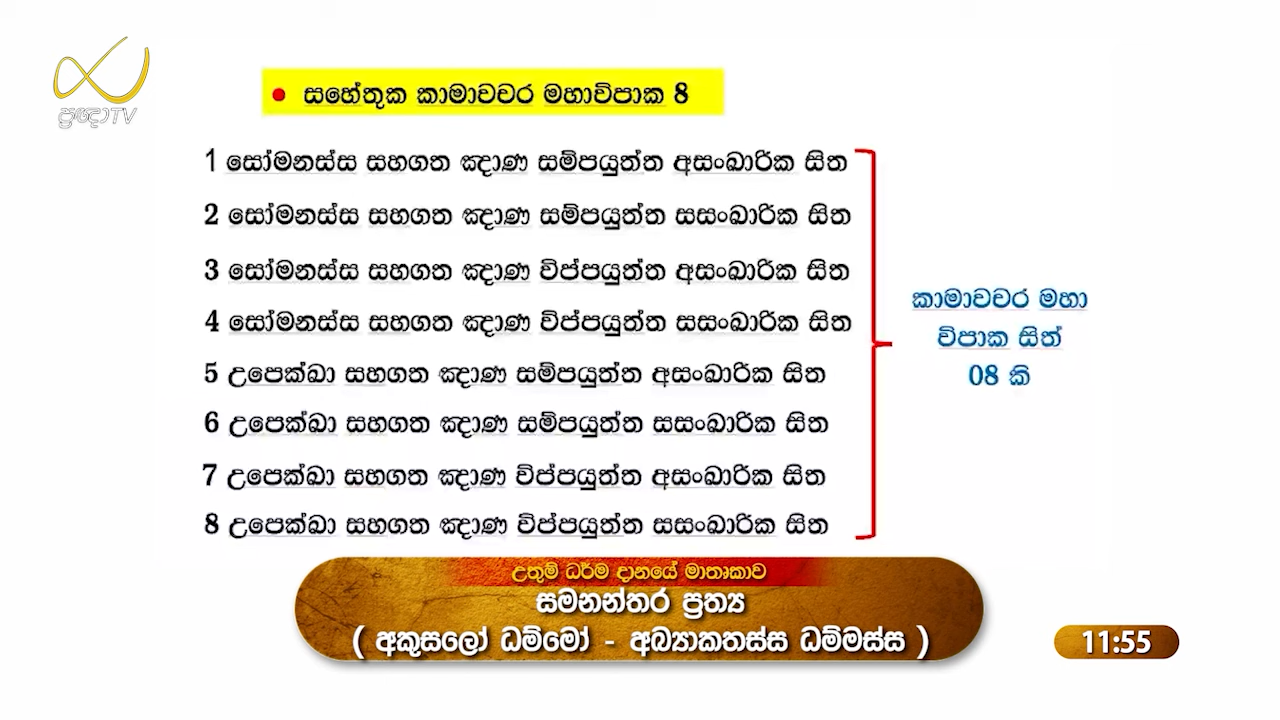 ප්‍රඥාTV
• සහේතුක කාමාවචර මහාවිපාක 8
1 සෝමනස්ස සහගත ඤාණ සම්පයුත්ත අසංඛාරික සිත
2 සෝමනස්ස සහගත ඤාණ සම්පයුත්ත සසංඛාරික සිත
3 සෝමනස්ස සහගත ඤාණ විප්පයුත්ත අසංඛාරික සිත
4 සෝමනස්ස සහගත ඤාණ විප්පයුත්ත සසංඛාරික සිත
5 උපෙක්ඛා සහගත ඤාණ සම්පයුත්ත අසංඛාරික සිත
6 උපෙක්ඛා සහගත ඤාණ සම්පයුත්ත සසංඛාරික සිත
7 උපෙක්ඛා සහගත ඤාණ විප්පයුත්ත අසංඛාරික සිත
8 උපෙක්ඛා සහගත ඤාණ විප්පයුත්ත සසංඛාරික සිත
කාමාවචර මහා
විපාක සිත්
08 කි
උතුම් ධර්ම දානයේ මාතෘකාව
සමනන්තර ප්‍රත්‍ය
( අකුසලෝ ධම්මෝ - අබ්‍යාකතස්ස ධම්මස්ස )
11:55